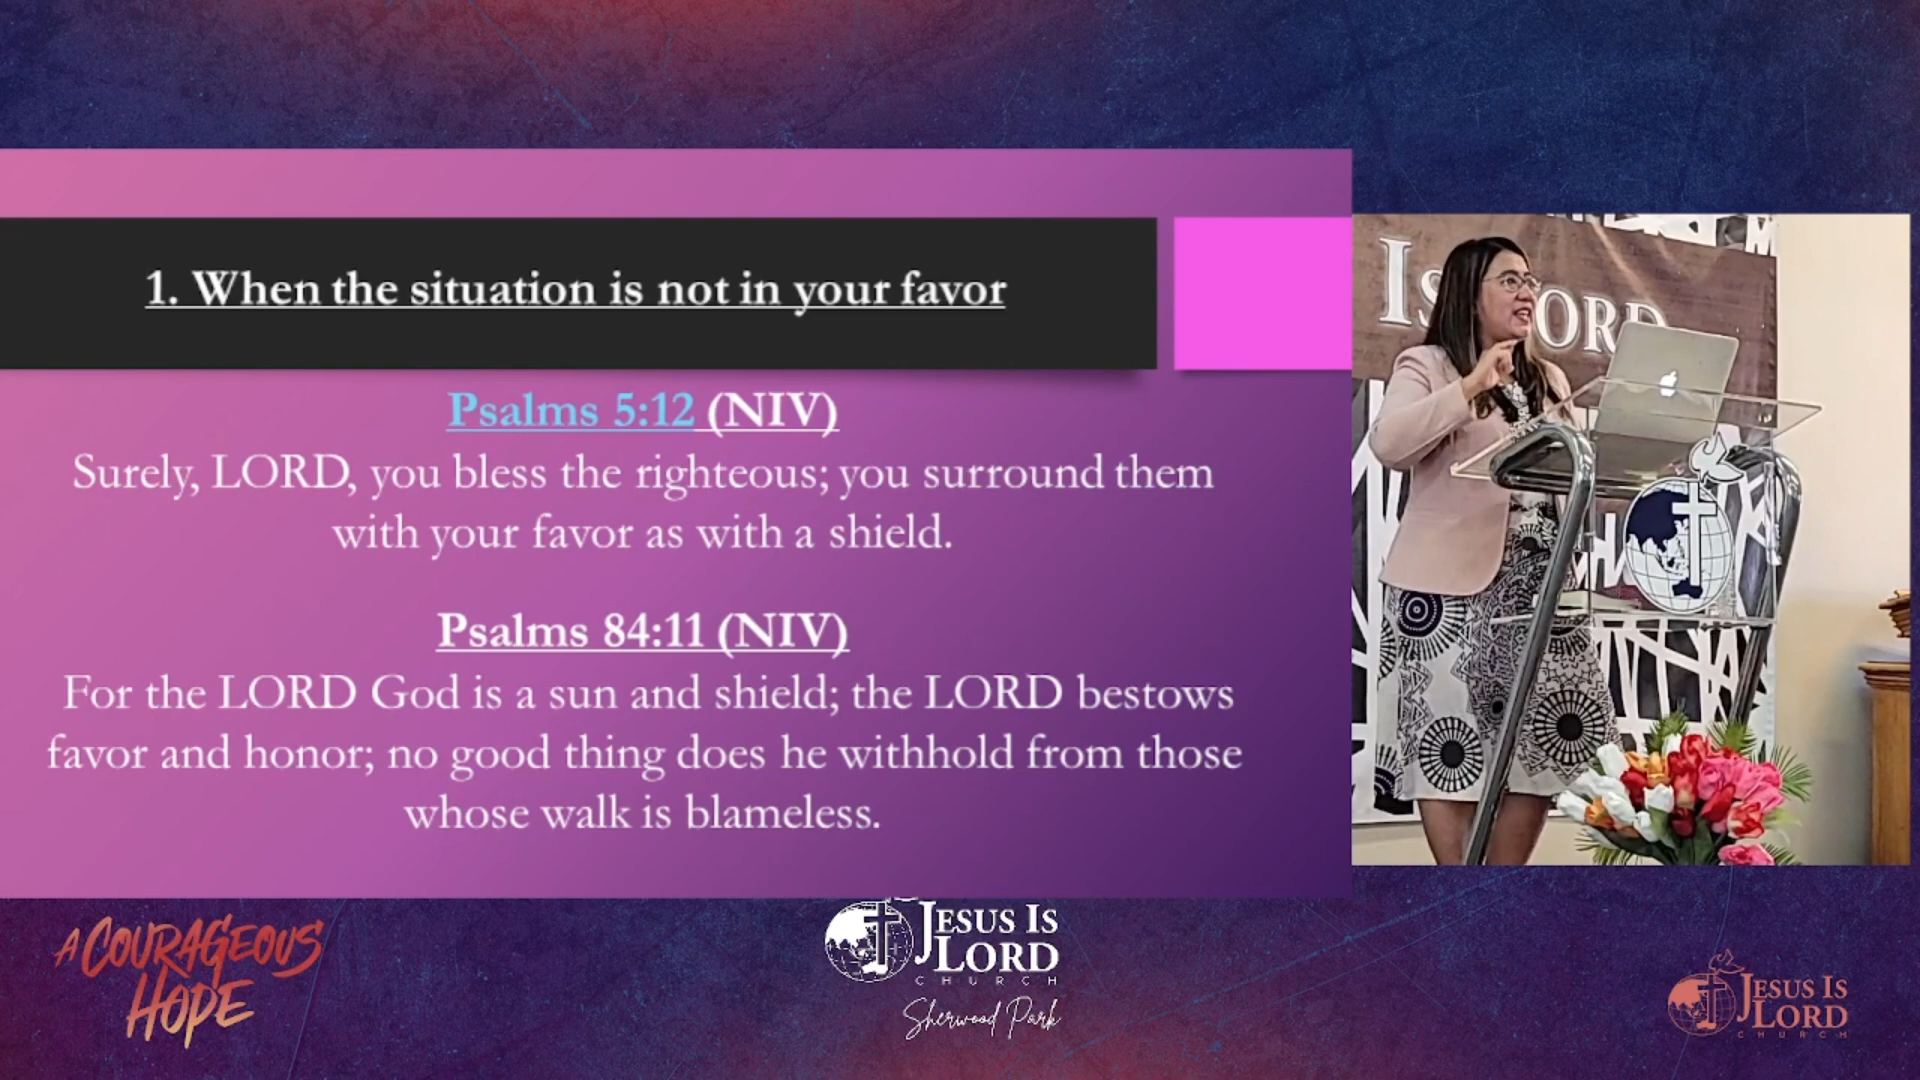 1. When the situation is not in your favor
Psalms 5:12 (NIV)
Surely, LORD, you bless the righteous; you surround them
with your favor as with a shield.
Psalms 84:11 (NIV)
For the LORD God is a sun and shield; the LORD bestows
favor and honor; no good thing does he withhold from those
whose walk is blameless.
IS LORD
A COURAGEOUS
HOPE
JESUS IS
LORD
CHURCH
Sherwood Park
JESUS IS
LORD
CHURCH